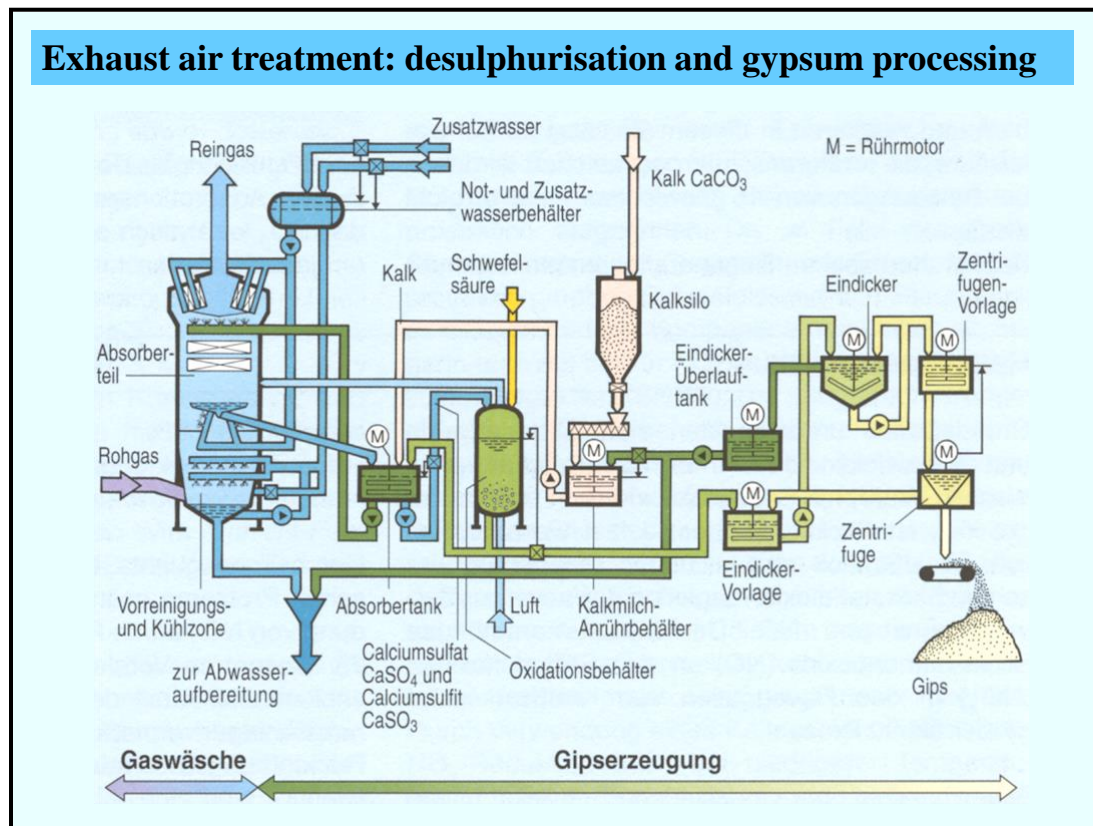 Exhaust air treatment: desulphurisation and gypsum processing
Reingas
Zusatzwasser
Not- und Zusatz-
wasserbehälter
Kalk
Schwefel-
säure
Kalk CaCO₃
Kalksilo
M = Rührmotor
Eindicker
Zentri-
fugen-
Vorlage
Eindicker-
Überlauf-
tank
Absorber-
teil
Rohgas
M
M
M
M
M
M
M
Zentri-
fuge
Eindicker-
Vorlage
Vorreinigungs-
und Kühlzone
zur Abwasser-
aufbereitung
Absorbertank
Calciumsulfat
CaSO₄ und
Calciumsulfit
CaSO₃
Luft
Oxidationsbehälter
Kalkmilch-
Anrührbehälter
Gips
Gaswäsche
Gipserzeugung